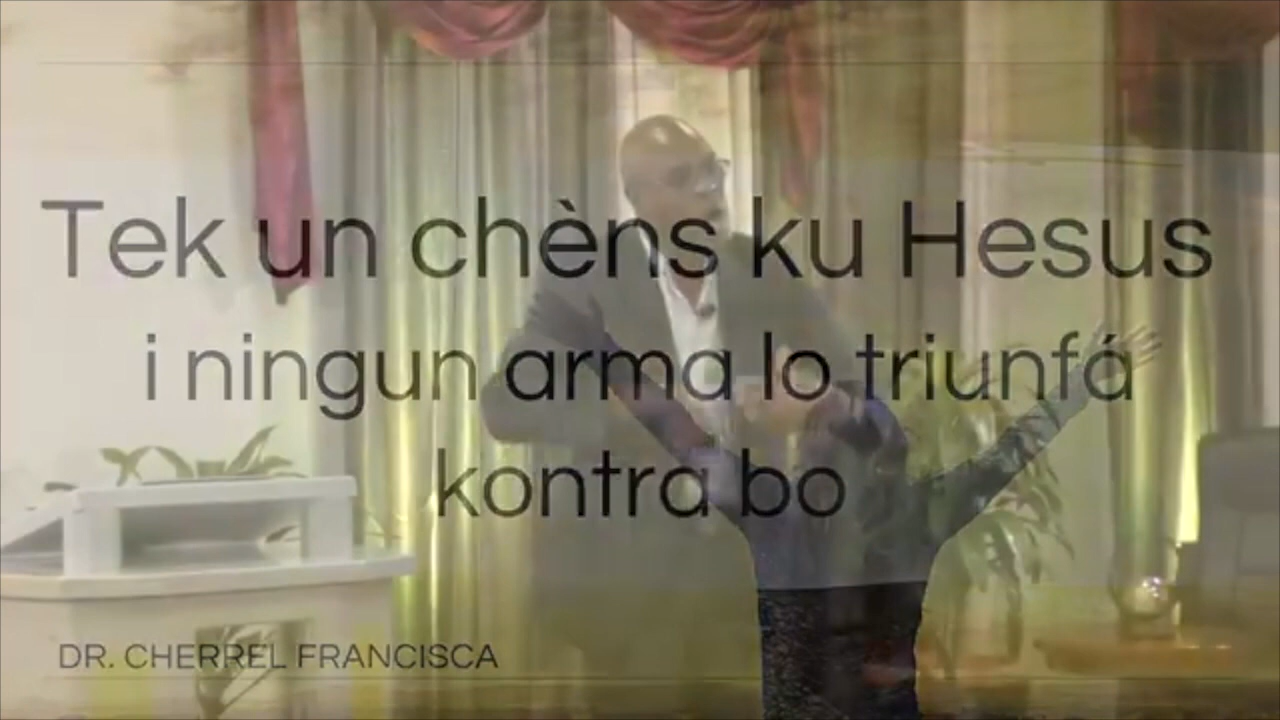 Tek un chèns ku Hesus
i ningun arma lo triunfá
kontra bo
DR. CHERREL FRANCISCA